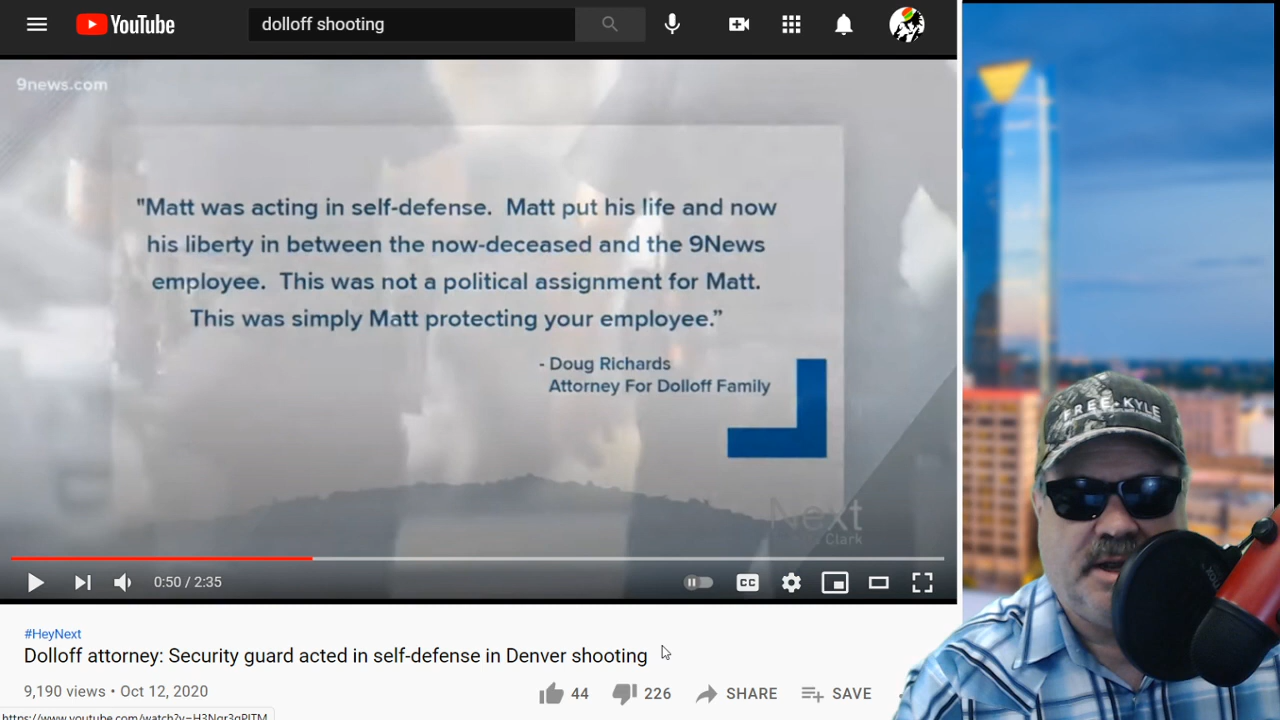 YouTube
dolloff shooting
9news.com
"Matt was acting in self-defense. Matt put his life and now
his liberty in between the now-deceased and the 9News
employee. This was not a political assignment for Matt.
This was simply Matt protecting your employee.”
- Doug Richards
Attorney For Dolloff Family
Next
Clark
FREE KYLE
0:50 / 2:35
CC
#HeyNext
Dolloff attorney: Security guard acted in self-defense in Denver shooting
9,190 views • Oct 12, 2020
44
226
SHARE
SAVE